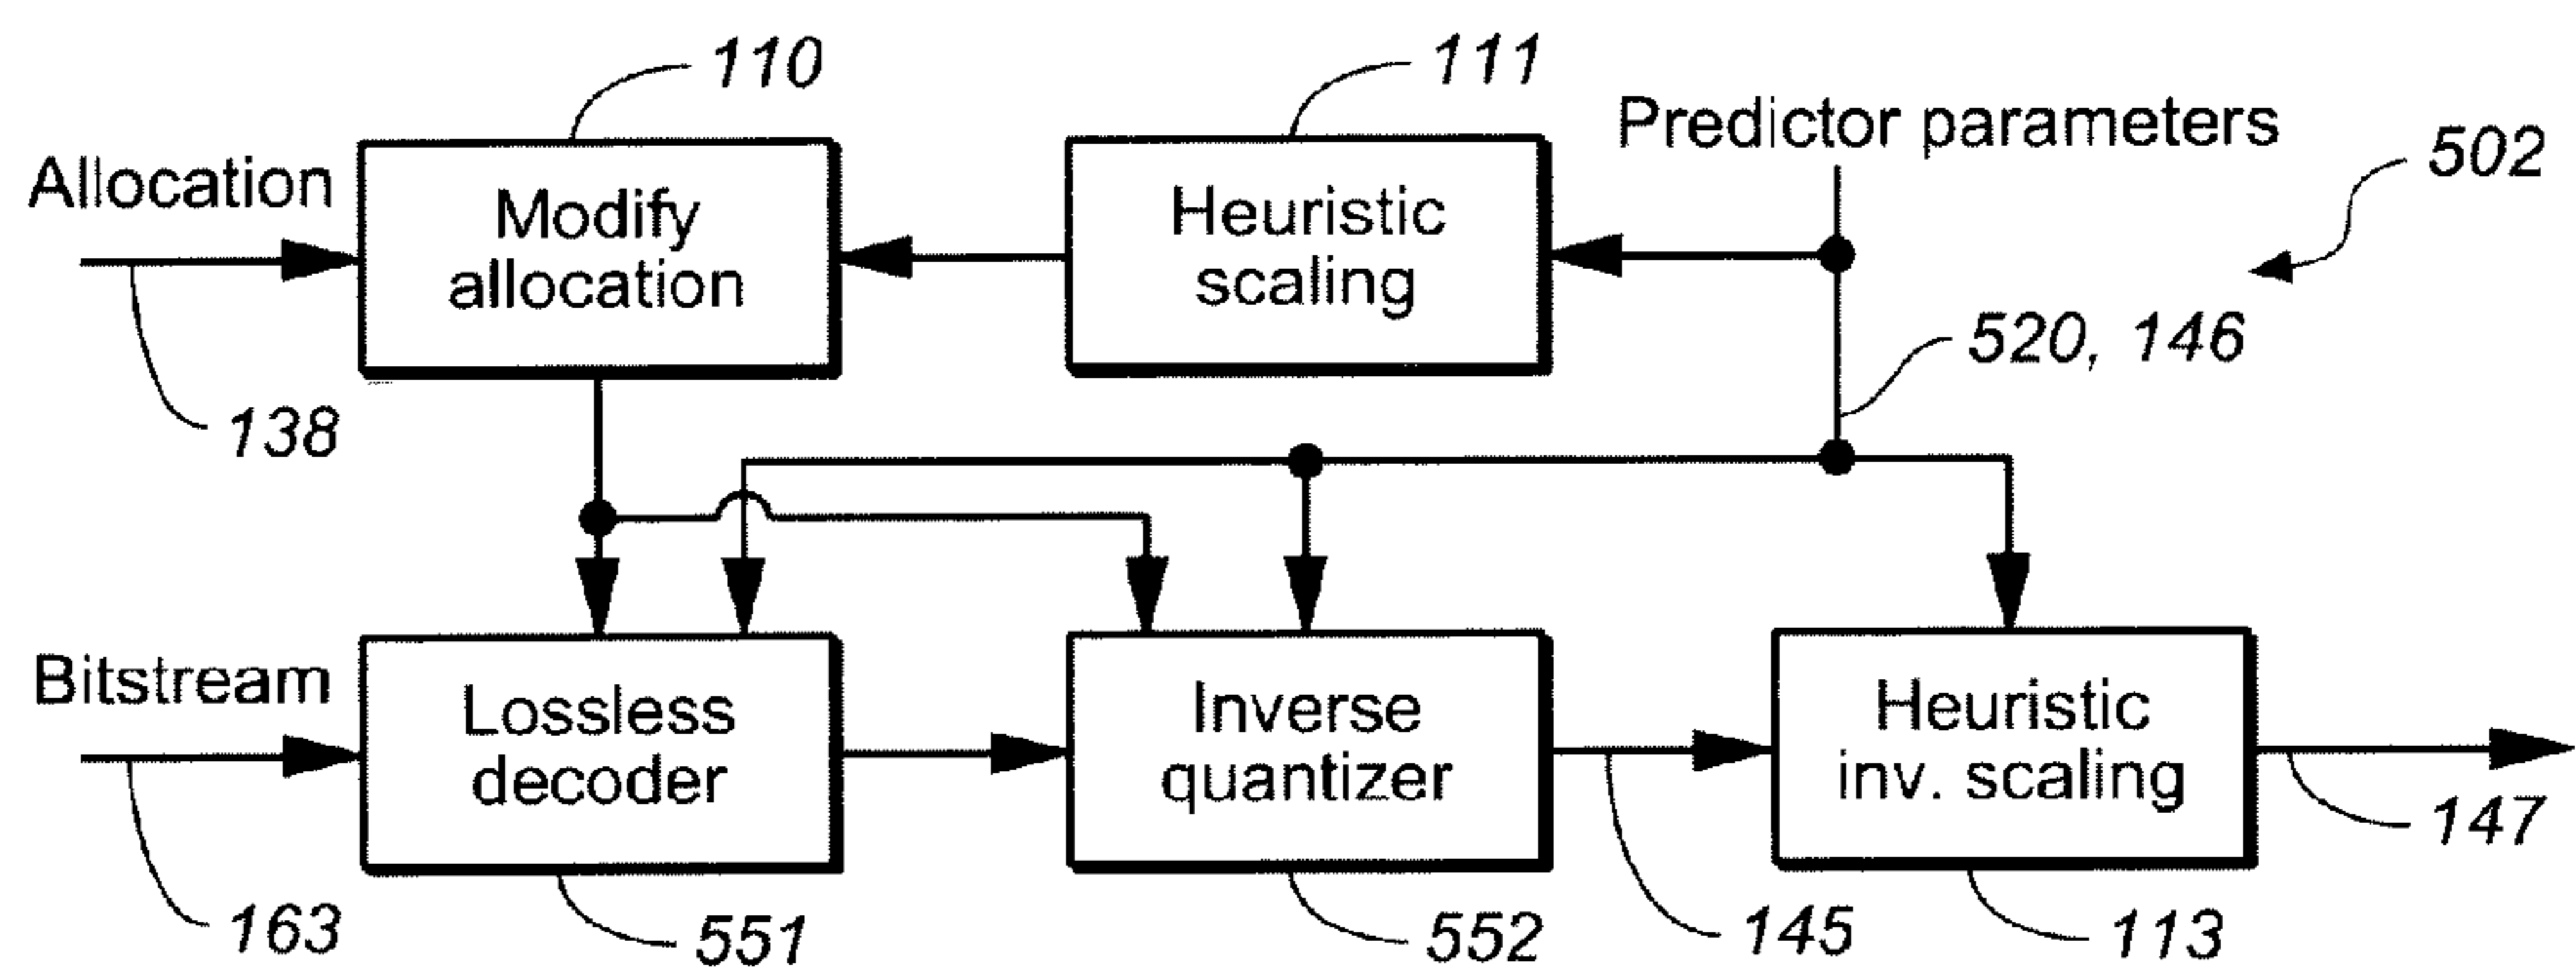 110
111
Predictor parameters
502
Allocation
Modify
allocation
Heuristic
scaling
138
520, 146
Bitstream
Lossless
decoder
Inverse
quantizer
Heuristic
inv. scaling
147
163
551
552
145
113